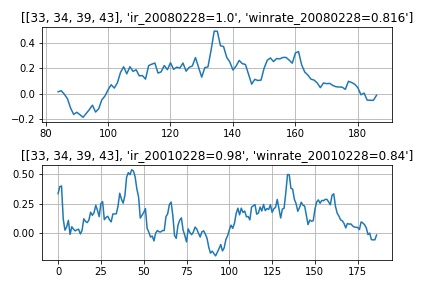 [[33, 34, 39, 43], 'ir_20080228=1.0', 'winrate_20080228=0.816']
0.4
0.2
0.0
−0.2
80 100 120 140 160 180
[[33, 34, 39, 43], 'ir_20010228=0.98', 'winrate_20010228=0.84']
0.50
0.25
0.00
0 25 50 75 100 125 150 175